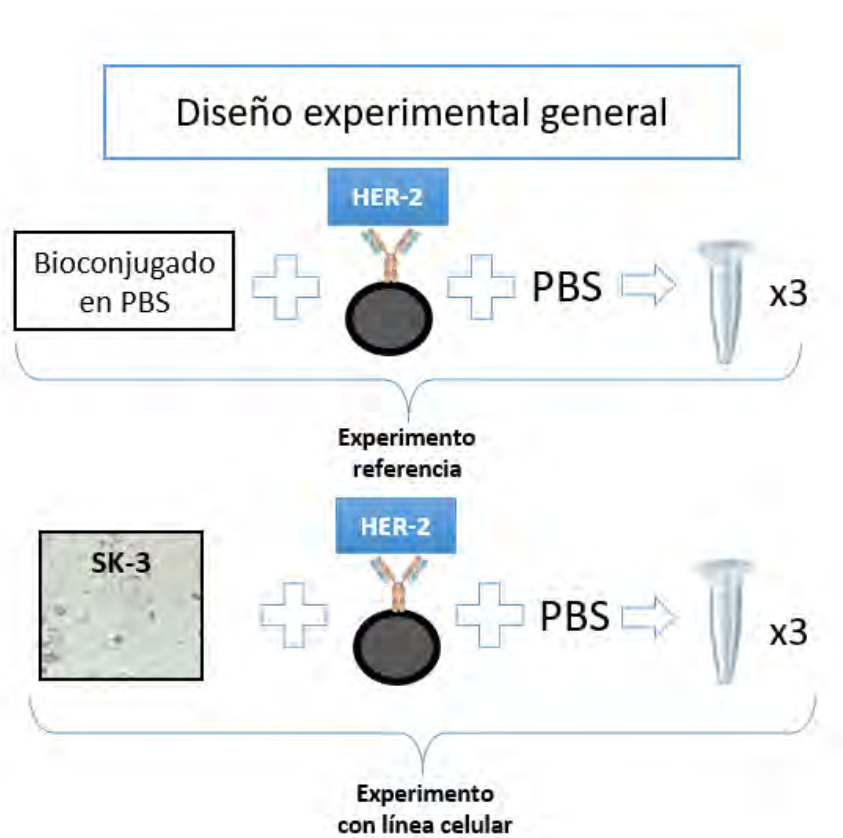 Diseño experimental general
HER-2
Bioconjugado
en PBS
PBS
x3
Experimento
referencia
HER-2
SK-3
PBS
x3
Experimento
con línea celular